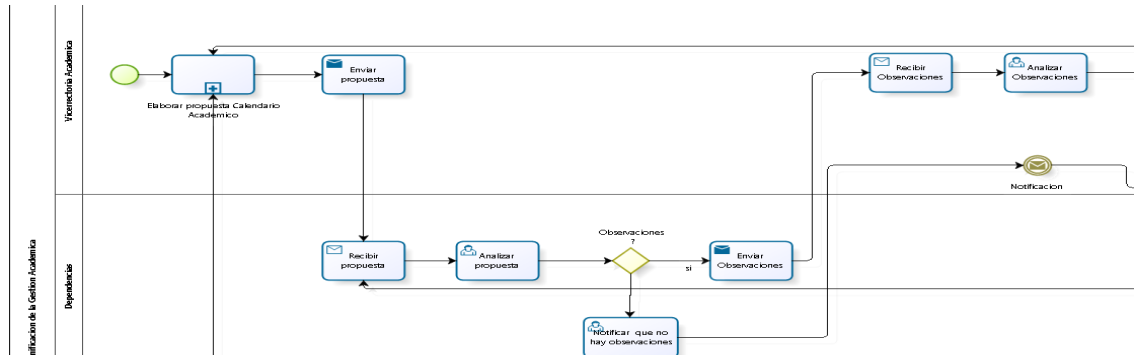 Vicerrectoria Academica
Enviar
propuesta
Elaborar propuesta Calendario
Academico
Recibir
Observaciones
Analizar
Observaciones
Notificacion
de la Gestion Academica
Dependencias
Recibir
propuesta
Analizar
propuesta
Observaciones
?
si
Enviar
Observaciones
Notificar que no
hay observaciones